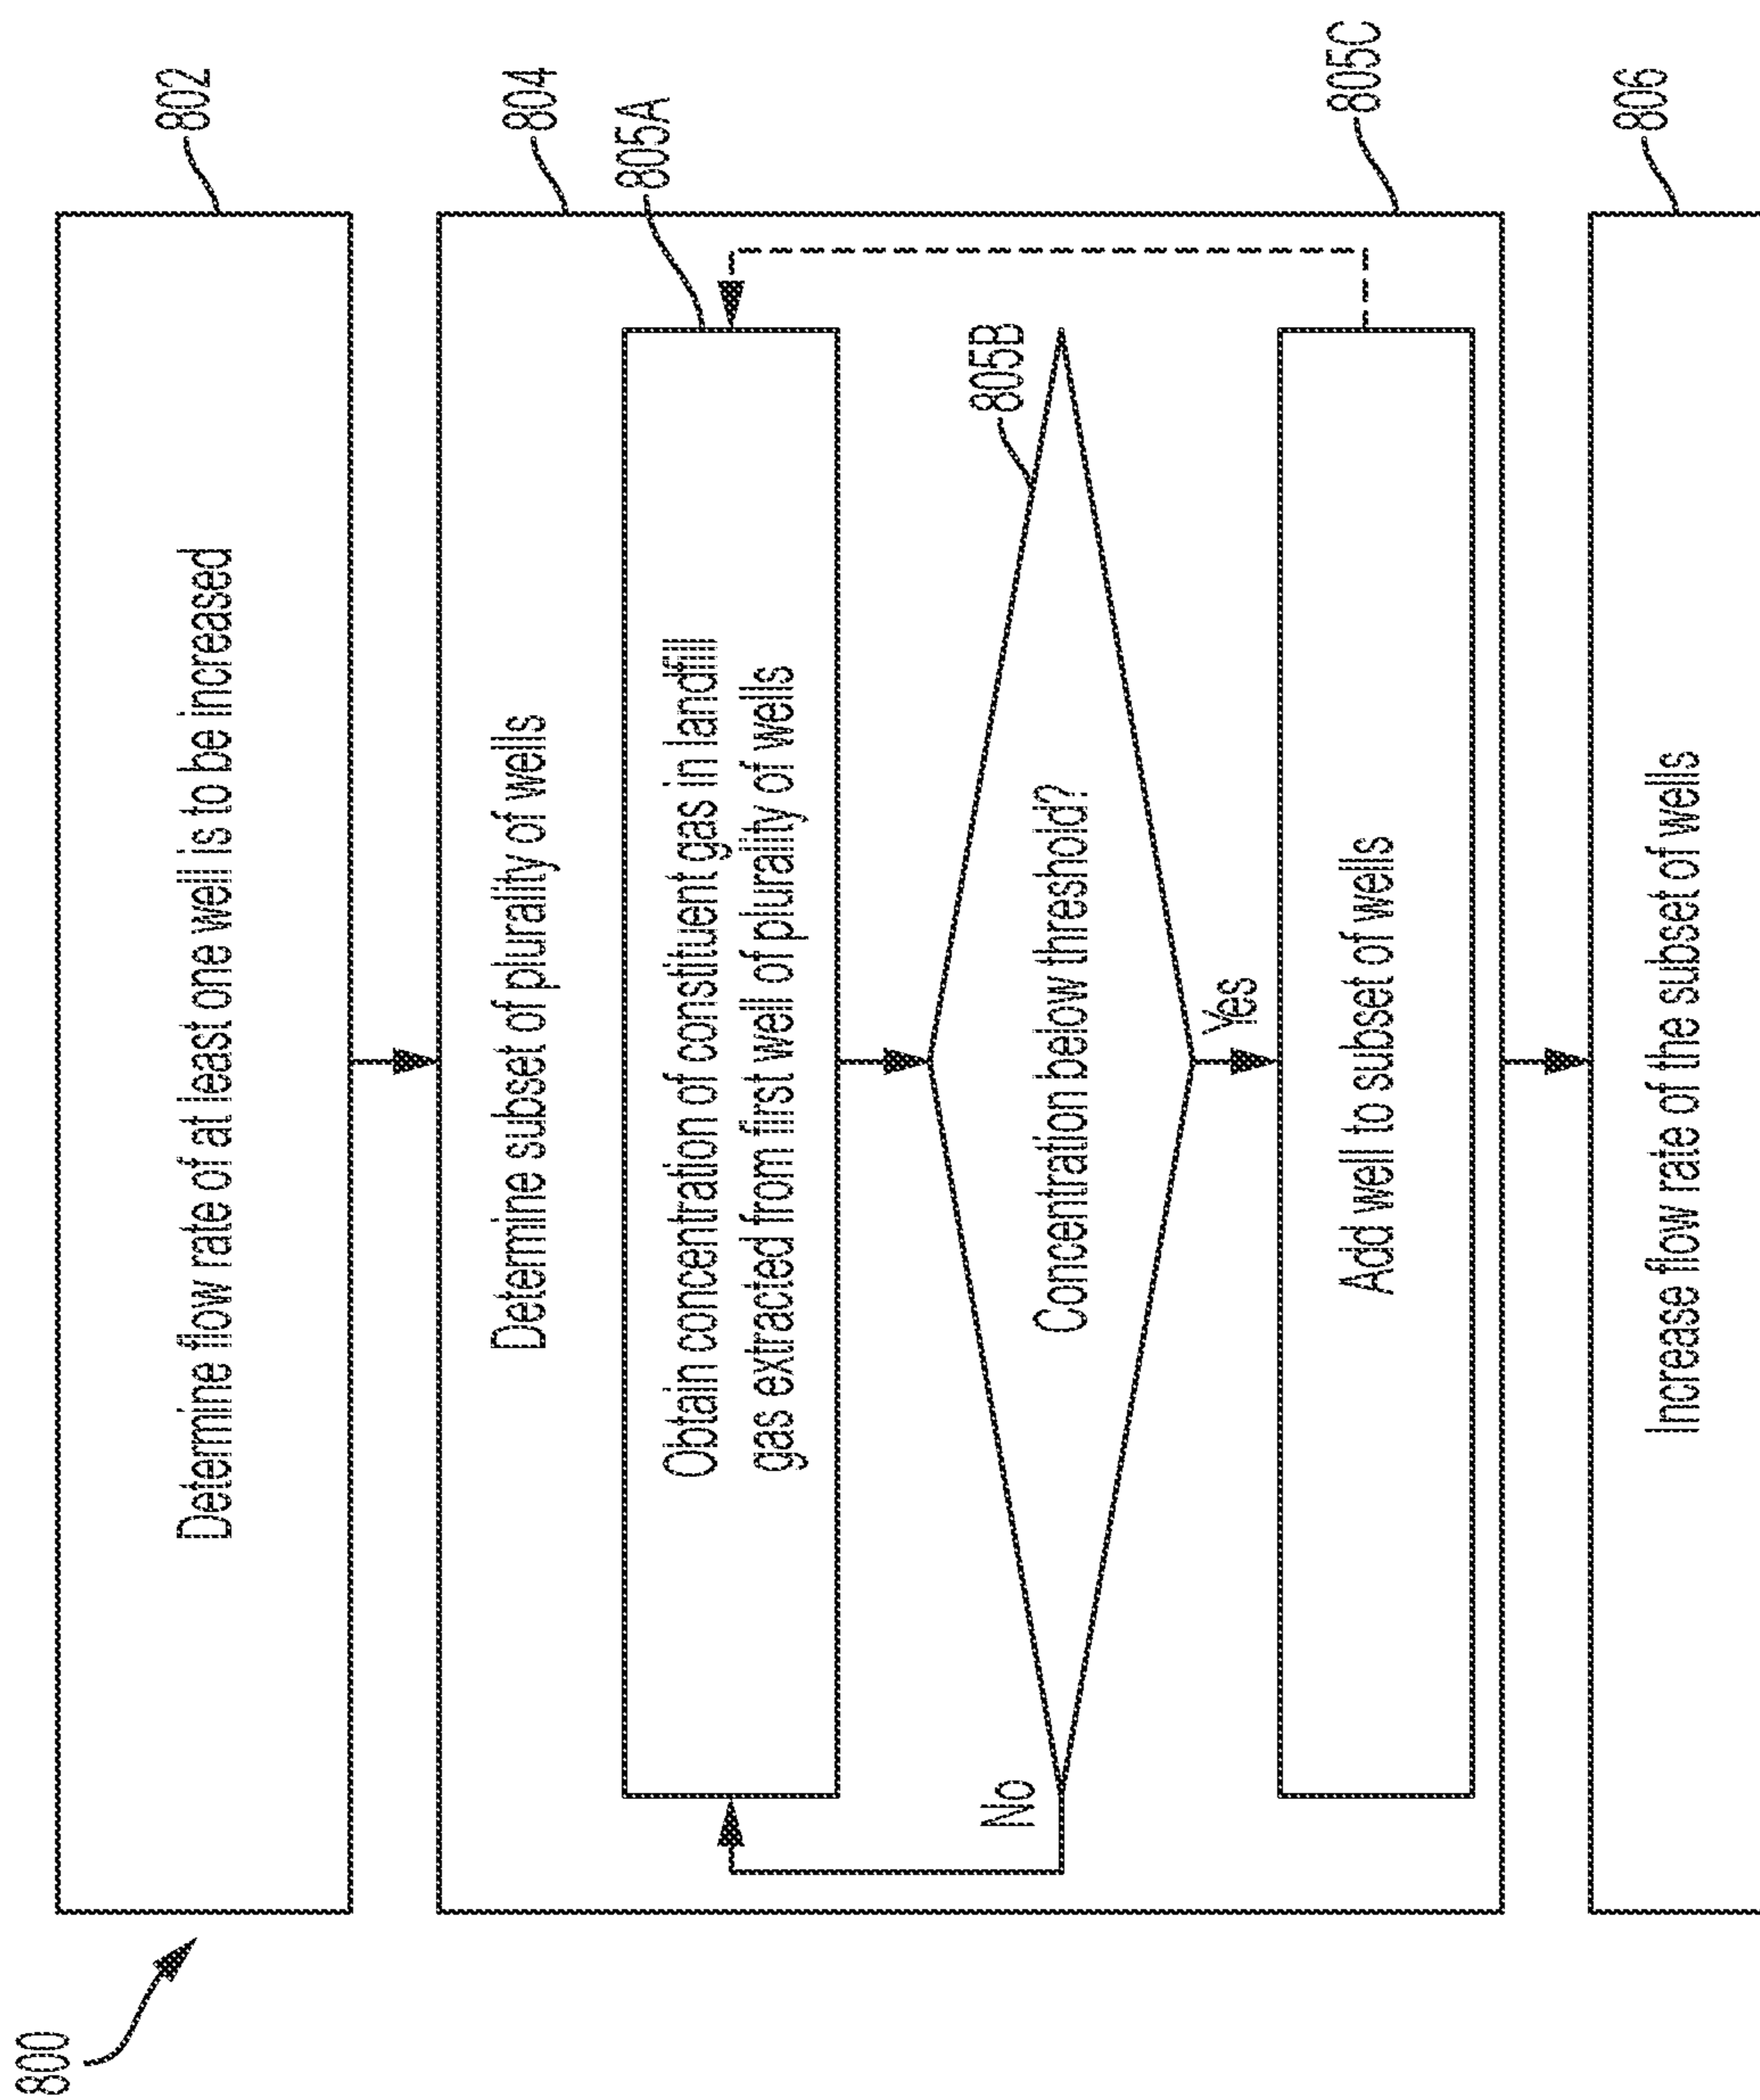 800
802
Determine flow rate of at least one well is to be increased
804
Determine subset of plurality of wells
805A
Obtain concentration of constituent gas in landfill
gas extracted from first well of plurality of wells
805B
Concentration below threshold?
No
Yes
805C
Add well to subset of wells
806
Increase flow rate of the subset of wells